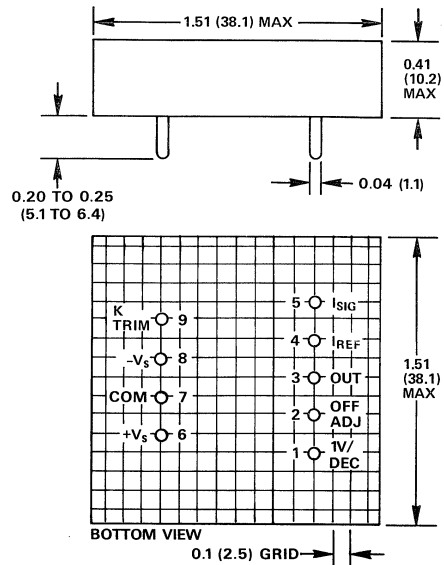 1.51 (38.1) MAX
0.41
(10.2)
MAX
0.20 TO 0.25
(5.1 TO 6.4)
0.04 (1.1)
K
TRIM 9
5 ISIG
4 IREF
–Vs 8
3 OUT
COM 7
2 OFF
ADJ
+Vs 6
1 1V/
DEC
1.51
(38.1)
MAX
BOTTOM VIEW
0.1 (2.5) GRID